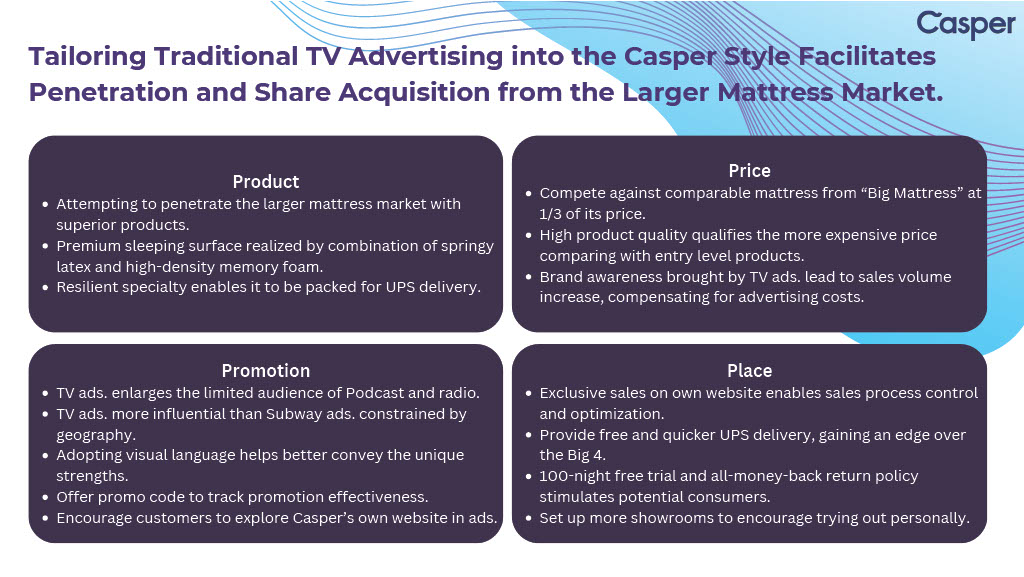 Casper
Tailoring Traditional TV Advertising into the Casper Style Facilitates
Penetration and Share Acquisition from the Larger Mattress Market.
Product
• Attempting to penetrate the larger mattress market with
superior products.
• Premium sleeping surface realized by combination of springy
latex and high-density memory foam.
• Resilient specialty enables it to be packed for UPS delivery.
Price
• Compete against comparable mattress from “Big Mattress” at
1/3 of its price.
• High product quality qualifies the more expensive price
comparing with entry level products.
• Brand awareness brought by TV ads. lead to sales volume
increase, compensating for advertising costs.
Promotion
• TV ads. enlarges the limited audience of Podcast and radio.
• TV ads. more influential than Subway ads. constrained by
geography.
• Adopting visual language helps better convey the unique
strengths.
• Offer promo code to track promotion effectiveness.
• Encourage customers to explore Casper’s own website in ads.
Place
• Exclusive sales on own website enables sales process control
and optimization.
• Provide free and quicker UPS delivery, gaining an edge over
the Big 4.
• 100-night free trial and all-money-back return policy
stimulates potential consumers.
• Set up more showrooms to encourage trying out personally.